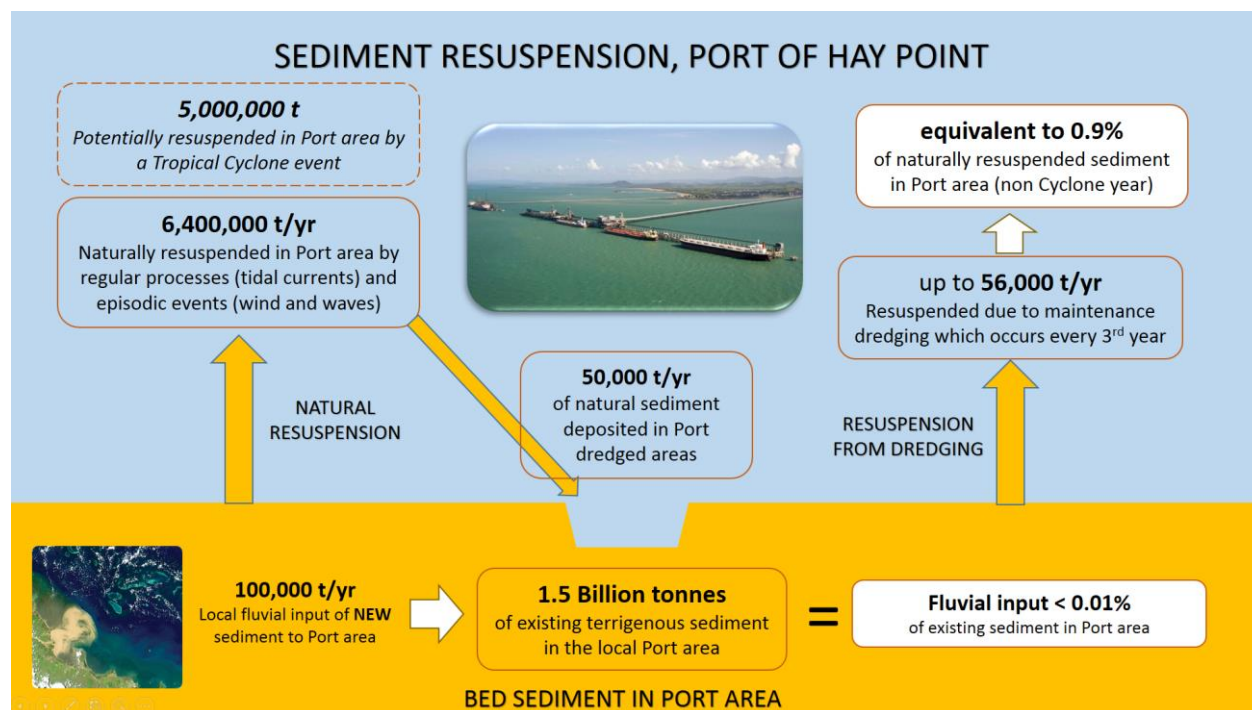 SEDIMENT RESUSPENSION, PORT OF HAY POINT
5,000,000 t
Potentially resuspended in Port area by
a Tropical Cyclone event
6,400,000 t/yr
Naturally resuspended in Port area by
regular processes (tidal currents) and
episodic events (wind and waves)
NATURAL
RESUSPENSION
50,000 t/yr
of natural sediment
deposited in Port
dredged areas
equivalent to 0.9%
of naturally resuspended sediment
in Port area (non Cyclone year)
up to 56,000 t/yr
Resuspended due to maintenance
dredging which occurs every 3rd year
RESUSPENSION
FROM DREDGING
100,000 t/yr
Local fluvial input of NEW
sediment to Port area
1.5 Billion tonnes
of existing terrigenous sediment
in the local Port area
=
Fluvial input < 0.01%
of existing sediment in Port area
BED SEDIMENT IN PORT AREA